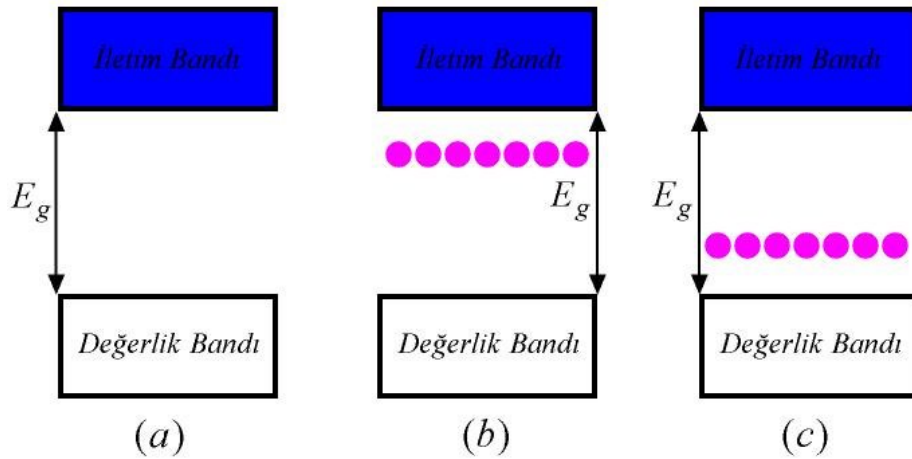 İletim Bandı
İletim Bandı
İletim Bandı
E_g
E_g
E_g
Değerlik Bandı
Değerlik Bandı
Değerlik Bandı
(a)
(b)
(c)